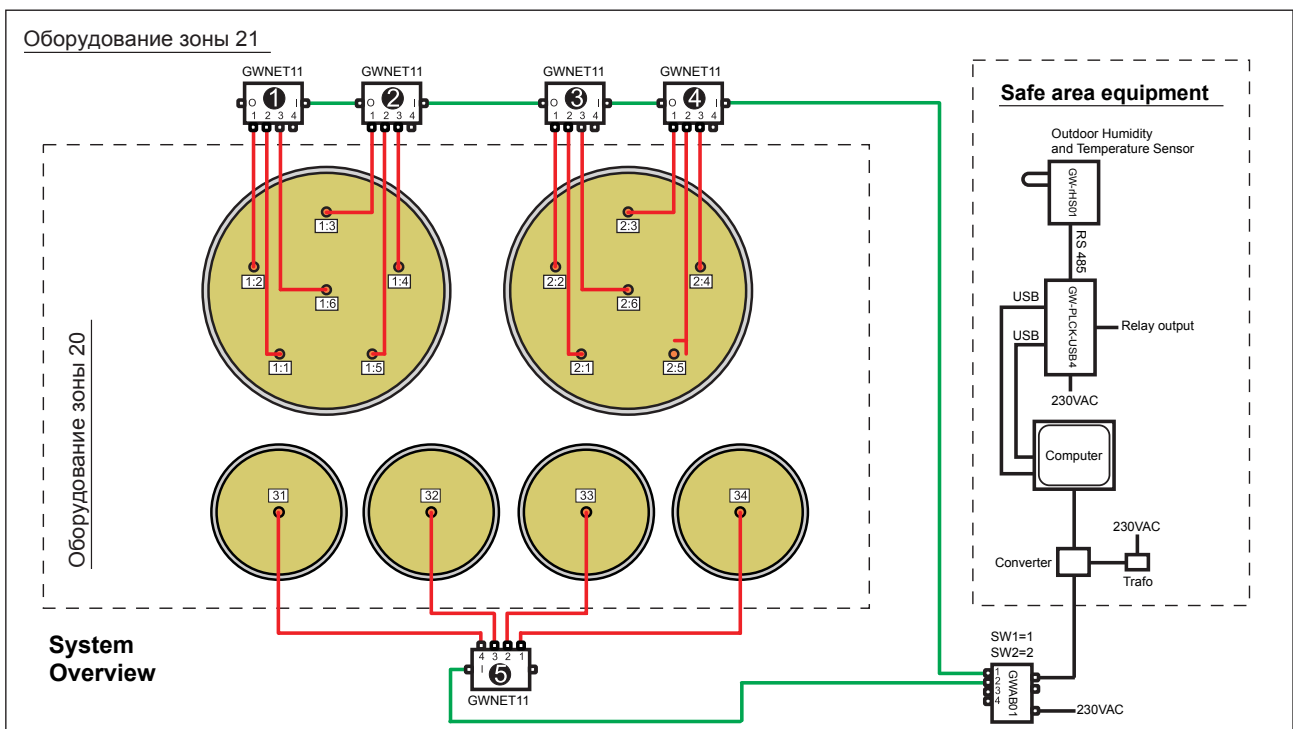 Оборудование зоны 21
GWNET11
GWNET11
GWNET11
GWNET11
O 1 I
1 2 3 4
O 2 I
1 2 3 4
O 3 I
1 2 3 4
O 4 I
1 2 3 4
Оборудование зоны 20
1:3
1:2
1:4
1:6
1:1
1:5
2:3
2:2
2:4
2:6
2:1
2:5
31
32
33
34
System
Overview
4 3 2 1
I 5
GWNET11
Safe area equipment
Outdoor Humidity
and Temperature Sensor
GW-rHS01
RS 485
USB
USB
GW-PLCK-USB4
Relay output
230VAC
Computer
230VAC
Converter
Trafo
SW1=1
SW2=2
1
2
3
4
GWAB01
230VAC